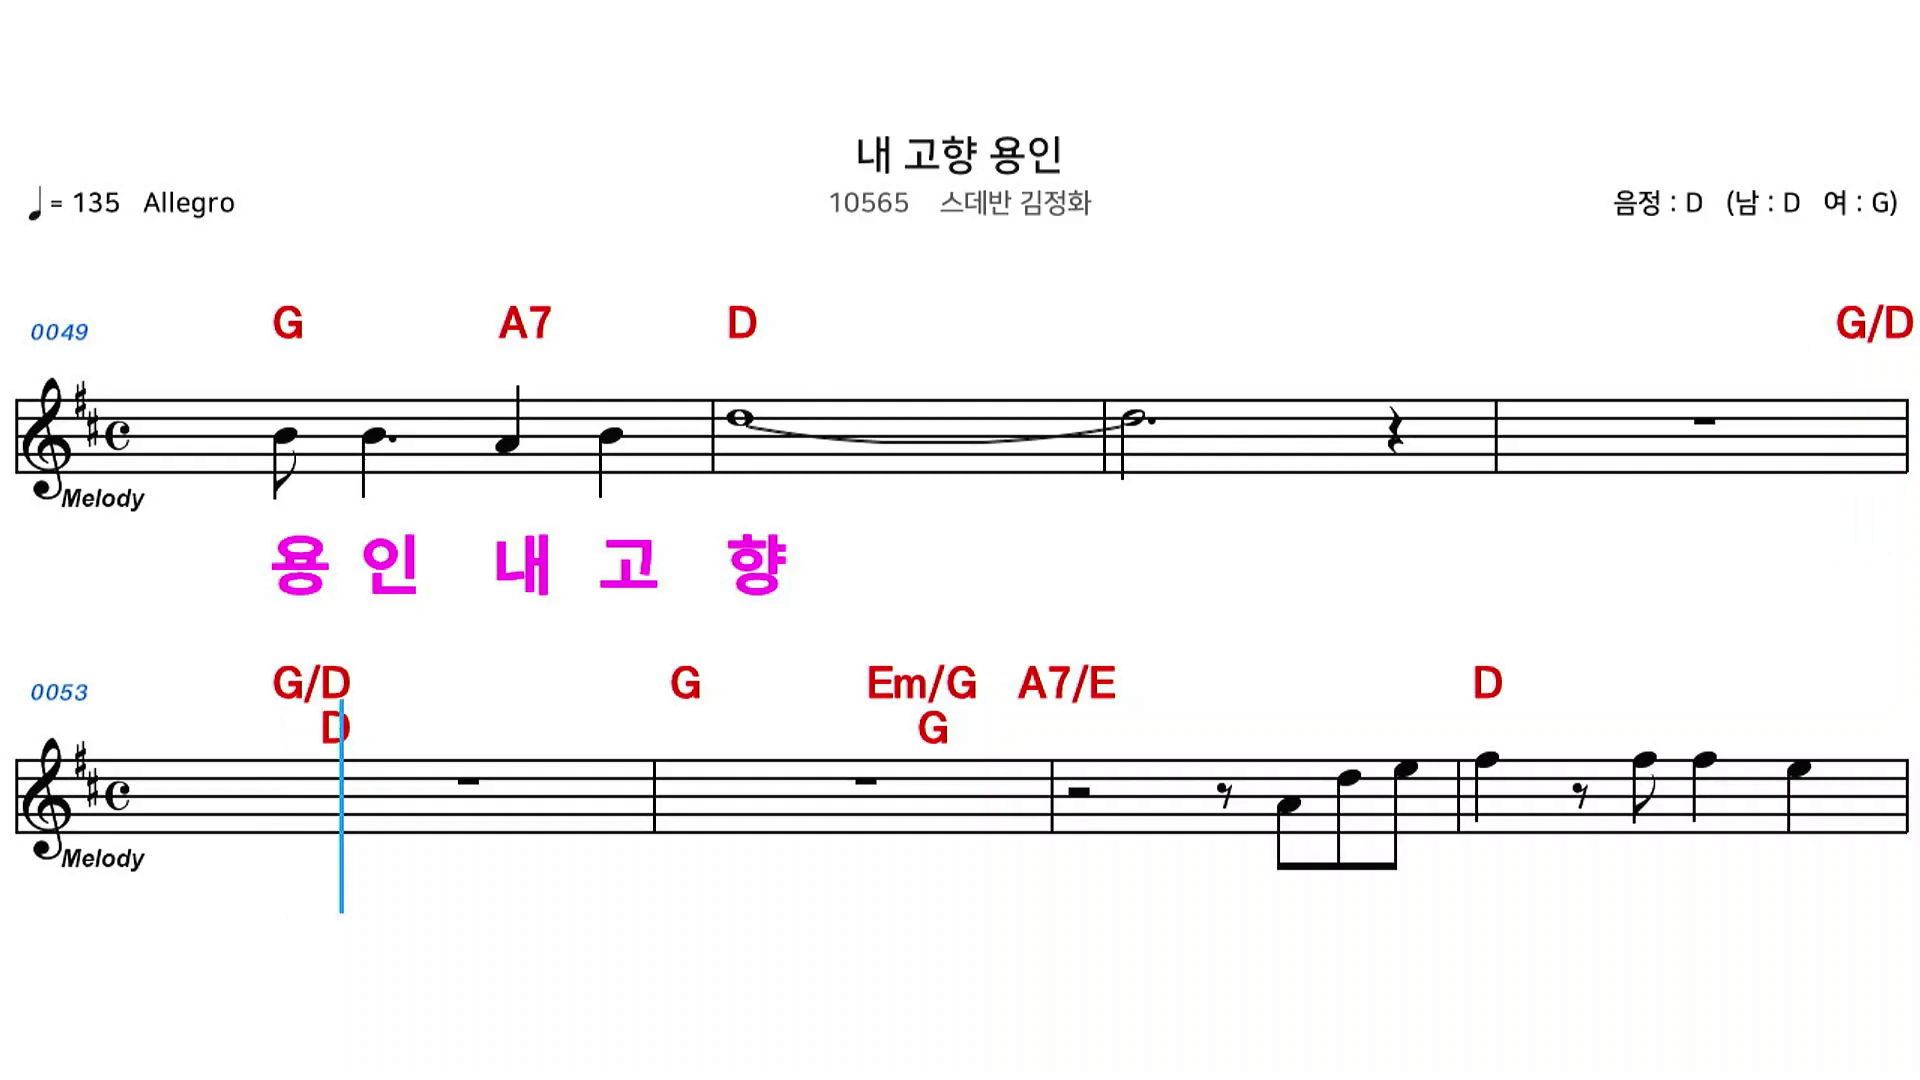 내 고향 용인
♩= 135 Allegro
10565 스데반 김정화
음정 : D (남 : D 여 : G)
0049 G A7 D G/D
Melody
용 인 내 고 향
0053 G/D G Em/G A7/E D
D G
Melody